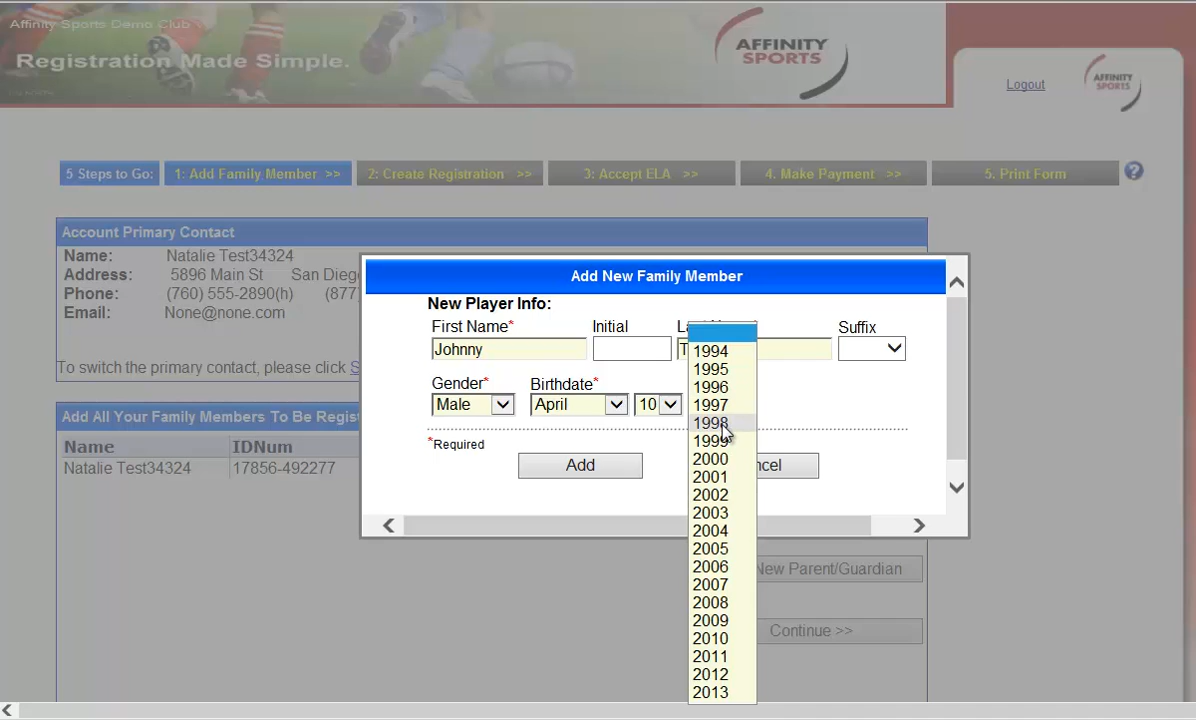 Affinity Sports Demo Club
Registration Made Simple.
AFFINITY
SPORTS
Logout
AFFINITY
SPORTS
5 Steps to Go:
1: Add Family Member >>
2: Create Registration >>
3: Accept ELA >>
4. Make Payment >>
5. Print Form
?
Account Primary Contact
Name: Natalie Test34324
Address: 5896 Main St San Dieg
Phone: (760) 555-2890(h) (877)
Email: None@none.com
To switch the primary contact, please click S
Add All Your Family Members To Be Regis
Name IDNum
Natalie Test34324 17856-492277
Add New Family Member
New Player Info:
First Name* Initial Suffix
Johnny
Gender* Birthdate*
Male April 10
*Required
Add
1994
1995
1996
1997
1998
1999
2000
2001
2002
2003
2004
2005
2006
2007
2008
2009
2010
2011
2012
2013
New Parent/Guardian
Continue >>